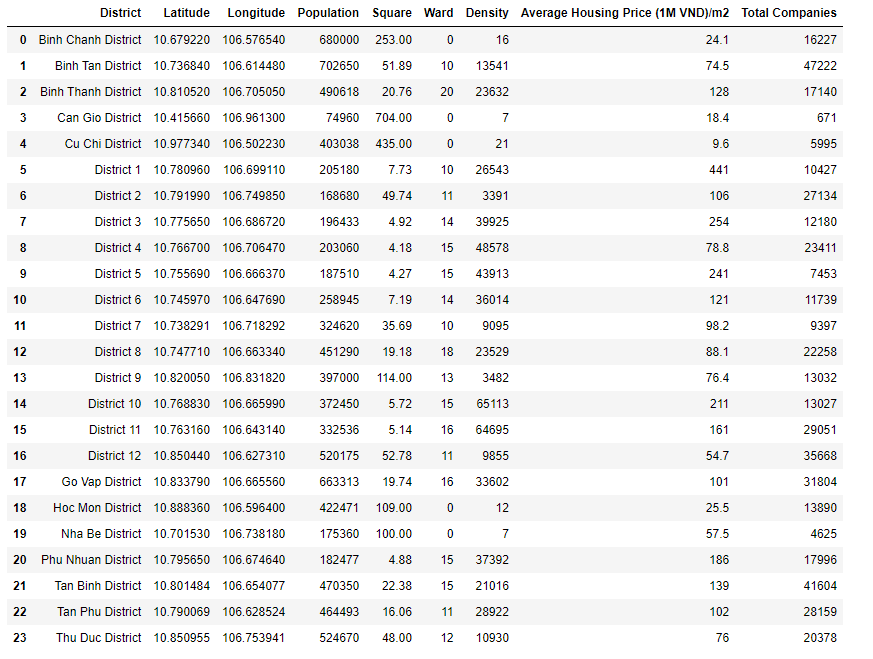 District Latitude Longitude Population Square Ward Density Average Housing Price (1M VND)/m2 Total Companies
0 Binh Chanh District 10.679220 106.576540 680000 253.00 0 16 24.1 16227
1 Binh Tan District 10.736840 106.614480 702650 51.89 10 13541 74.5 47222
2 Binh Thanh District 10.810520 106.705050 490618 20.76 20 23632 128 17140
3 Can Gio District 10.415660 106.961300 74960 704.00 0 7 18.4 671
4 Cu Chi District 10.977340 106.502230 403038 435.00 0 21 9.6 5995
5 District 1 10.780960 106.699110 205180 7.73 10 26543 441 10427
6 District 2 10.791990 106.749850 168680 49.74 11 3391 106 27134
7 District 3 10.775650 106.686720 196433 4.92 14 39925 254 12180
8 District 4 10.766700 106.706470 203060 4.18 15 48578 78.8 23411
9 District 5 10.755690 106.666370 187510 4.27 15 43913 241 7453
10 District 6 10.745970 106.647690 258945 7.19 14 36014 121 11739
11 District 7 10.738291 106.718292 324620 35.69 10 9095 98.2 9397
12 District 8 10.747710 106.663340 451290 19.18 18 23529 88.1 22258
13 District 9 10.820050 106.831820 397000 114.00 13 3482 76.4 13032
14 District 10 10.768830 106.665990 372450 5.72 15 65113 211 13027
15 District 11 10.763160 106.643140 332536 5.14 16 64695 161 29051
16 District 12 10.850440 106.627310 520175 52.78 11 9855 54.7 35668
17 Go Vap District 10.833790 106.665560 663313 19.74 16 33602 101 31804
18 Hoc Mon District 10.888360 106.596400 422471 109.00 0 12 25.5 13890
19 Nha Be District 10.701530 106.738180 175360 100.00 0 7 57.5 4625
20 Phu Nhuan District 10.795650 106.674640 182477 4.88 15 37392 186 17996
21 Tan Binh District 10.801484 106.654077 470350 22.38 15 21016 139 41604
22 Tan Phu District 10.790069 106.628524 464493 16.06 11 28922 102 28159
23 Thu Duc District 10.850955 106.753941 524670 48.00 12 10930 76 20378